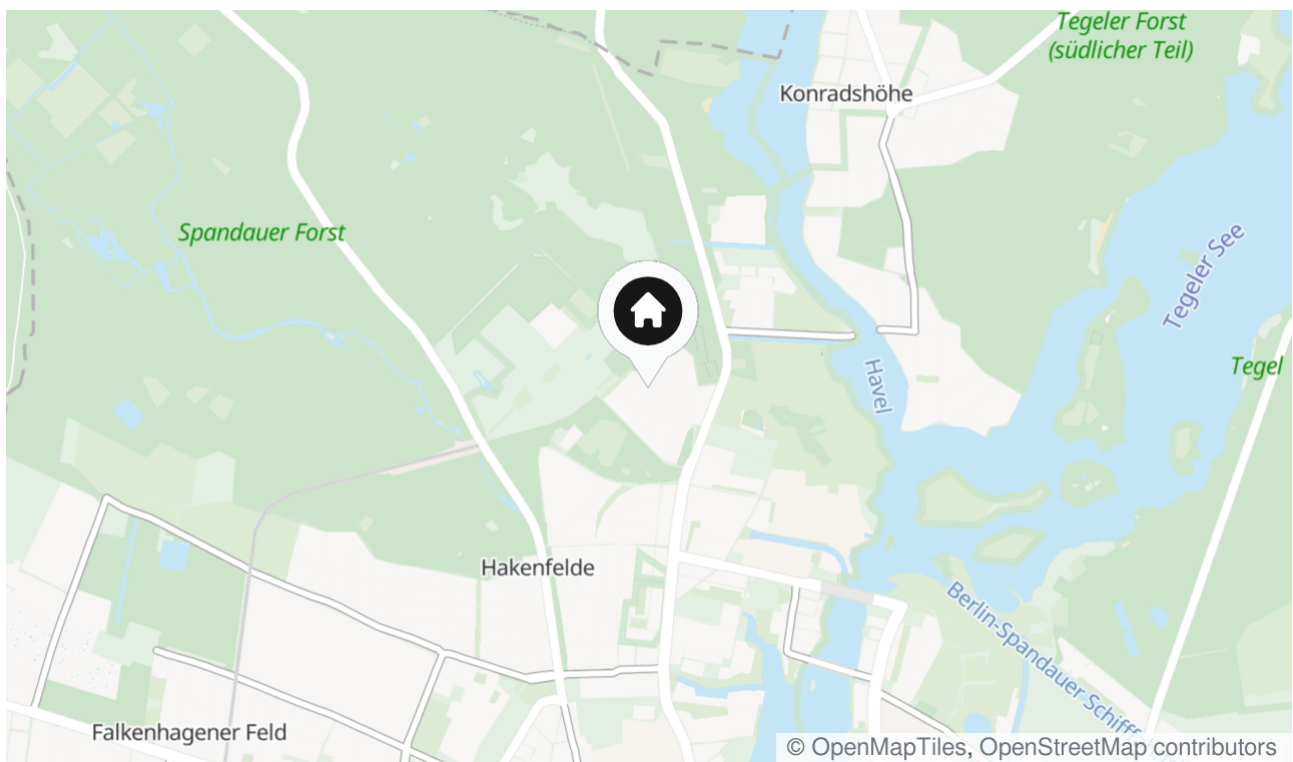 Tegeler Forst
(südlicher Teil)
Konradshöhe
Spandauer Forst
Tegeler See
Tegel
Havel
Hakenfelde
Berlin-Spandauer Schifff
Falkenhagener Feld
© OpenMapTiles, OpenStreetMap contributors